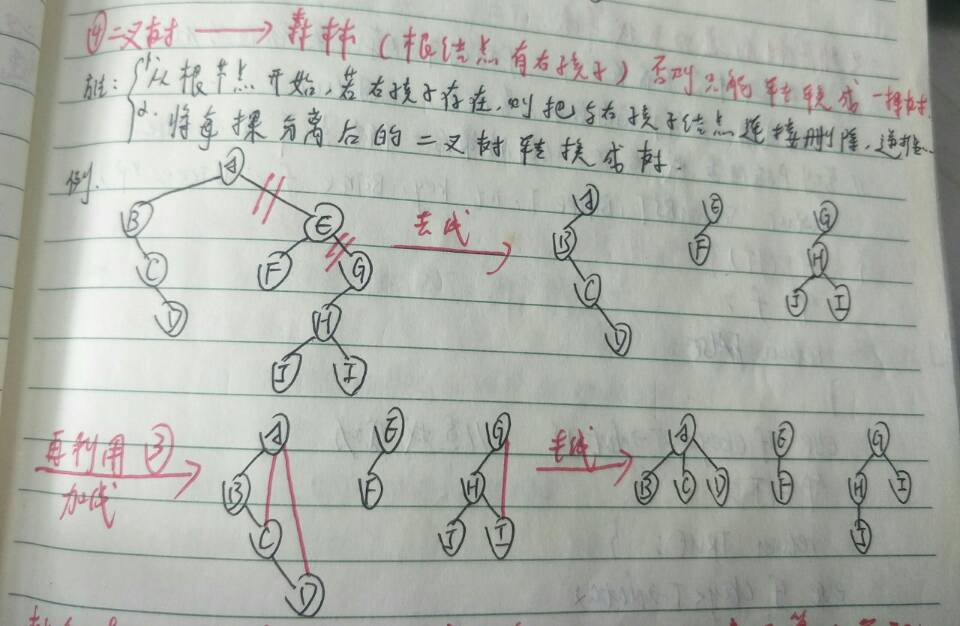 ④二叉树 → 森林（根结点有右孩子）否则只能转换成一棵树.
方法：1. 从根节点开始，若右孩子存在，则把与右孩子结点连接删除，递推…
2. 将每棵分离后的二叉树转换成树.
例.
A
B E
C F G
D H
J I
去线
A E G
B F H
C J I
D
再利用③
加线
A E G
B F H
C J I
D
去线
A E G
B C D F H I
J